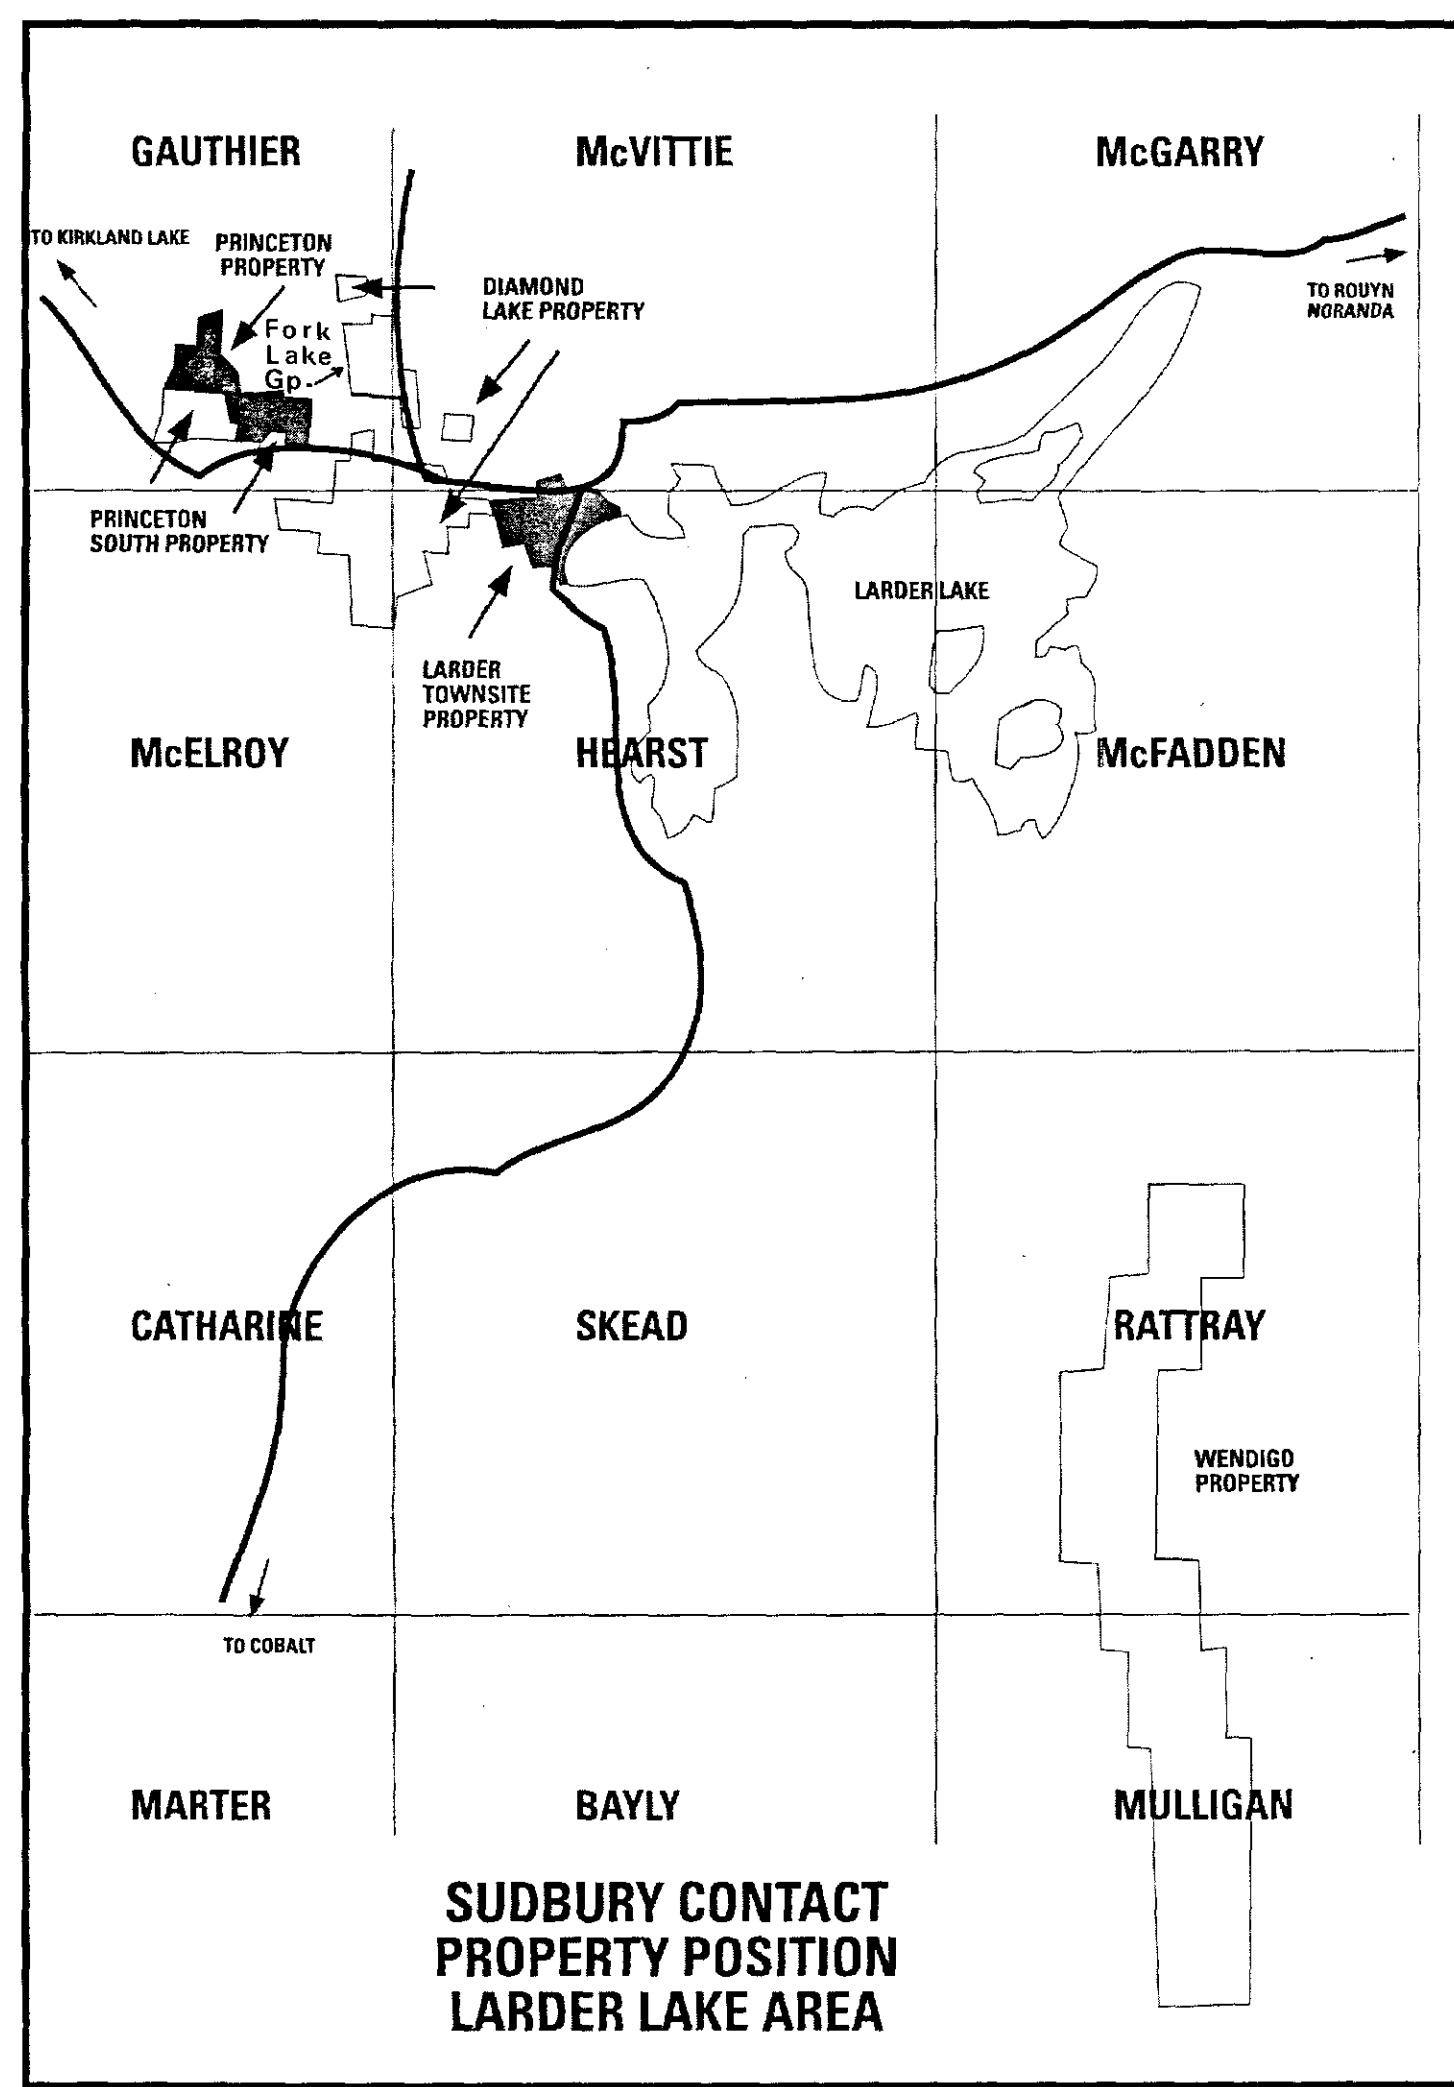 GAUTHIER
McVITTIE
McGARRY
TO KIRKLAND LAKE
PRINCETON
PROPERTY
DIAMOND
LAKE PROPERTY
TO ROUYN
NORANDA
Fork
Lake
Gp.
PRINCETON
SOUTH PROPERTY
LARDER LAKE
LARDER
TOWNSITE
PROPERTY
McELROY
HEARST
McFADDEN
CATHARINE
SKEAD
RATTRAY
WENDIGO
PROPERTY
TO COBALT
MARTER
BAYLY
MULLIGAN
SUDBURY CONTACT
PROPERTY POSITION
LARDER LAKE AREA